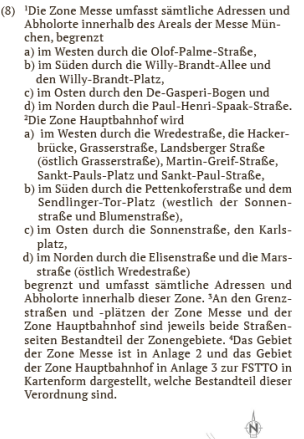 (8) ¹Die Zone Messe umfasst sämtliche Adressen und
Abholorte innerhalb des Areals der Messe Mün-
chen, begrenzt
a) im Westen durch die Olof-Palme-Straße,
b) im Süden durch die Willy-Brandt-Allee und
den Willy-Brandt-Platz,
c) im Osten durch den De-Gasperi-Bogen und
d) im Norden durch die Paul-Henri-Spaak-Straße.
²Die Zone Hauptbahnhof wird
a) im Westen durch die Wredestraße, die Hacker-
brücke, Grasserstraße, Landsberger Straße
(östlich Grasserstraße), Martin-Greif-Straße,
Sankt-Pauls-Platz und Sankt-Paul-Straße,
b) im Süden durch die Pettenkoferstraße und dem
Sendlinger-Tor-Platz (westlich der Sonnen-
straße und Blumenstraße),
c) im Osten durch die Sonnenstraße, den Karls-
platz,
d) im Norden durch die Elisenstraße und die Mars-
straße (östlich Wredestraße)
begrenzt und umfasst sämtliche Adressen und
Abholorte innerhalb dieser Zone. ³An den Grenz-
straßen und -plätzen der Zone Messe und der
Zone Hauptbahnhof sind jeweils beide Straßen-
seiten Bestandteil der Zonengebiete. ⁴Das Gebiet
der Zone Messe ist in Anlage 2 und das Gebiet
der Zone Hauptbahnhof in Anlage 3 zur FSTTO in
Kartenform dargestellt, welche Bestandteil dieser
Verordnung sind.
N